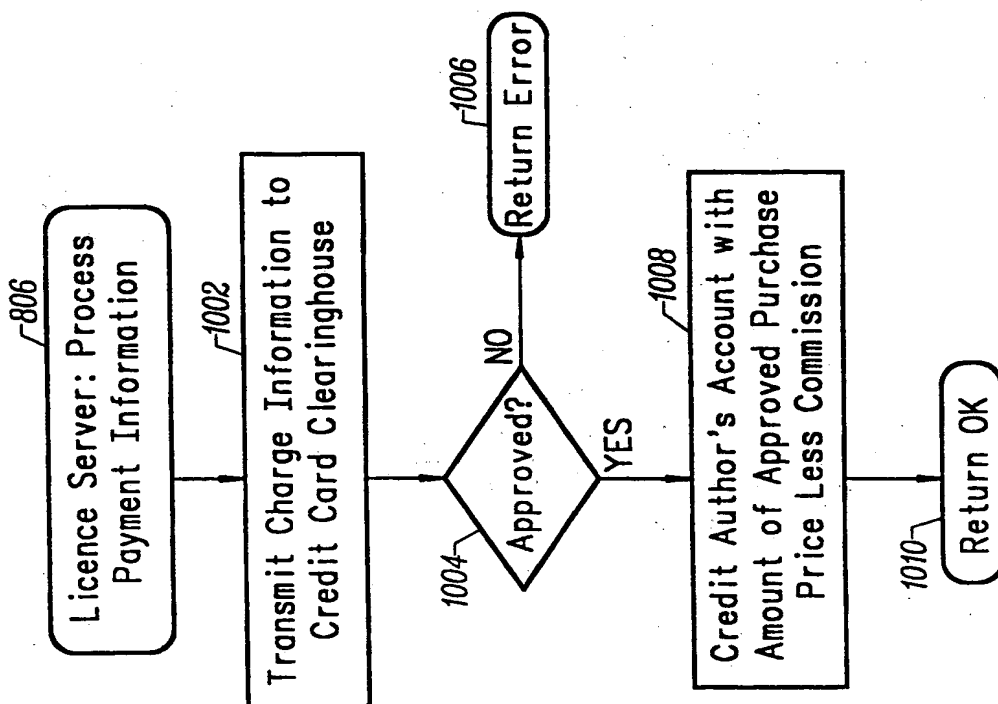 806
Licence Server: Process
Payment Information
1002
Transmit Charge Information to
Credit Card Clearinghouse
1004
Approved?
NO
1006
Return Error
YES
1008
Credit Author's Account with
Amount of Approved Purchase
Price Less Commission
1010
Return OK